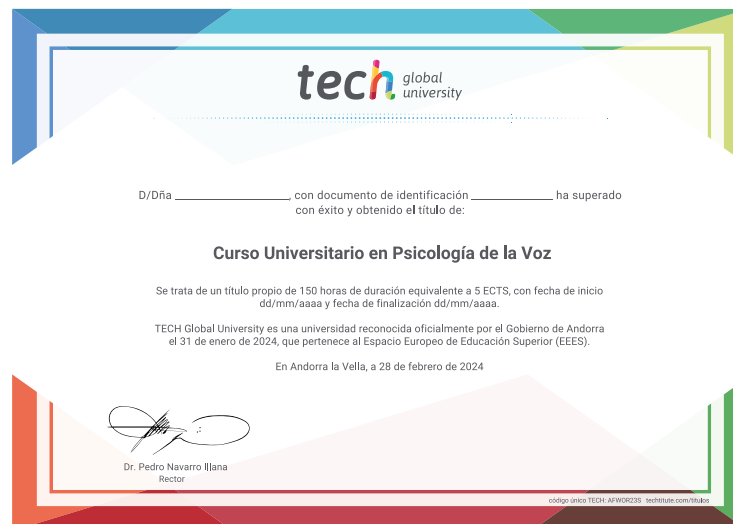 tech global university
D/Dña ____________________, con documento de identificación ______________ ha superado
con éxito y obtenido el título de:
Curso Universitario en Psicología de la Voz
Se trata de un título propio de 150 horas de duración equivalente a 5 ECTS, con fecha de inicio
dd/mm/aaaa y fecha de finalización dd/mm/aaaa.
TECH Global University es una universidad reconocida oficialmente por el Gobierno de Andorra
el 31 de enero de 2024, que pertenece al Espacio Europeo de Educación Superior (EEES).
En Andorra la Vella, a 28 de febrero de 2024
Dr. Pedro Navarro Illana
Rector
código único TECH: AFWOR23S techtitute.com/titulos